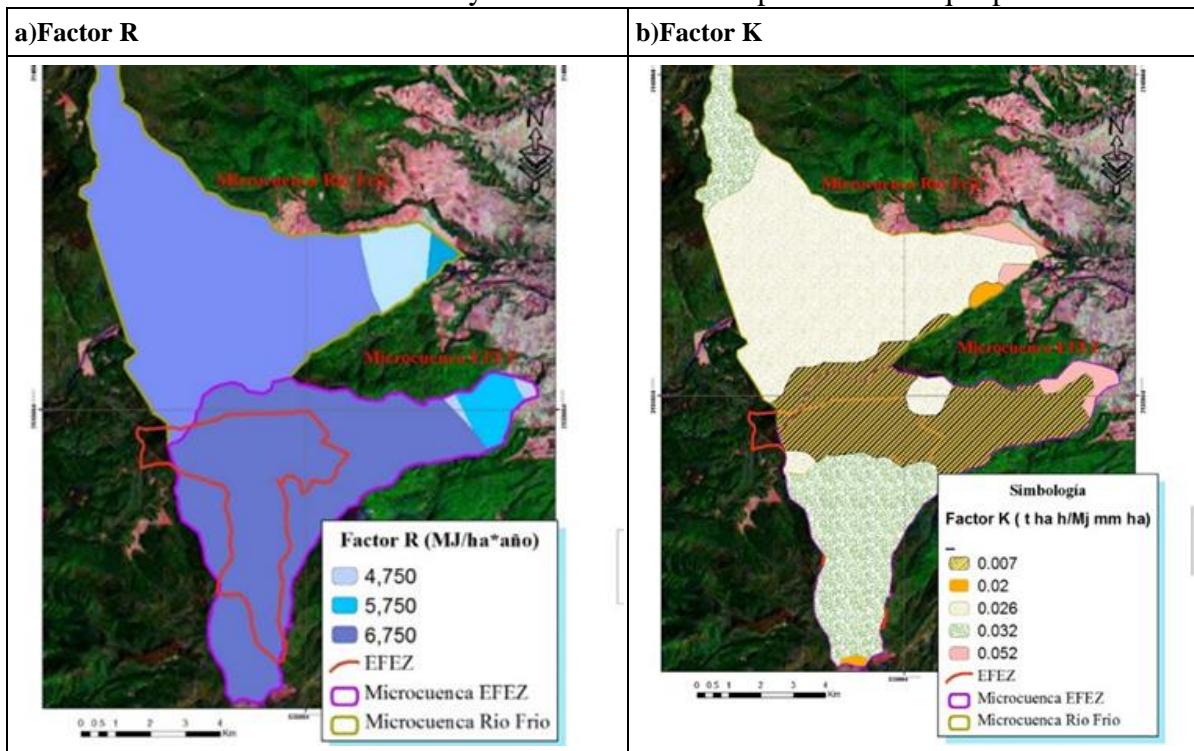 a)Factor R
b)Factor K
Microcuenca Rio Frio
Microcuenca EFEZ
Factor R (MJ/ha*año)
4,750
5,750
6,750
EFEZ
Microcuenca EFEZ
Microcuenca Rio Frio
0 0.5 1 2 3 4
Km
N
Microcuenca Rio Frio
Microcuenca EFEZ
Simbología
Factor K ( t ha h/Mj mm ha)
0.007
0.02
0.026
0.032
0.052
EFEZ
Microcuenca EFEZ
Microcuenca Rio Frio
0 0.5 1 2 3 4
Km
N